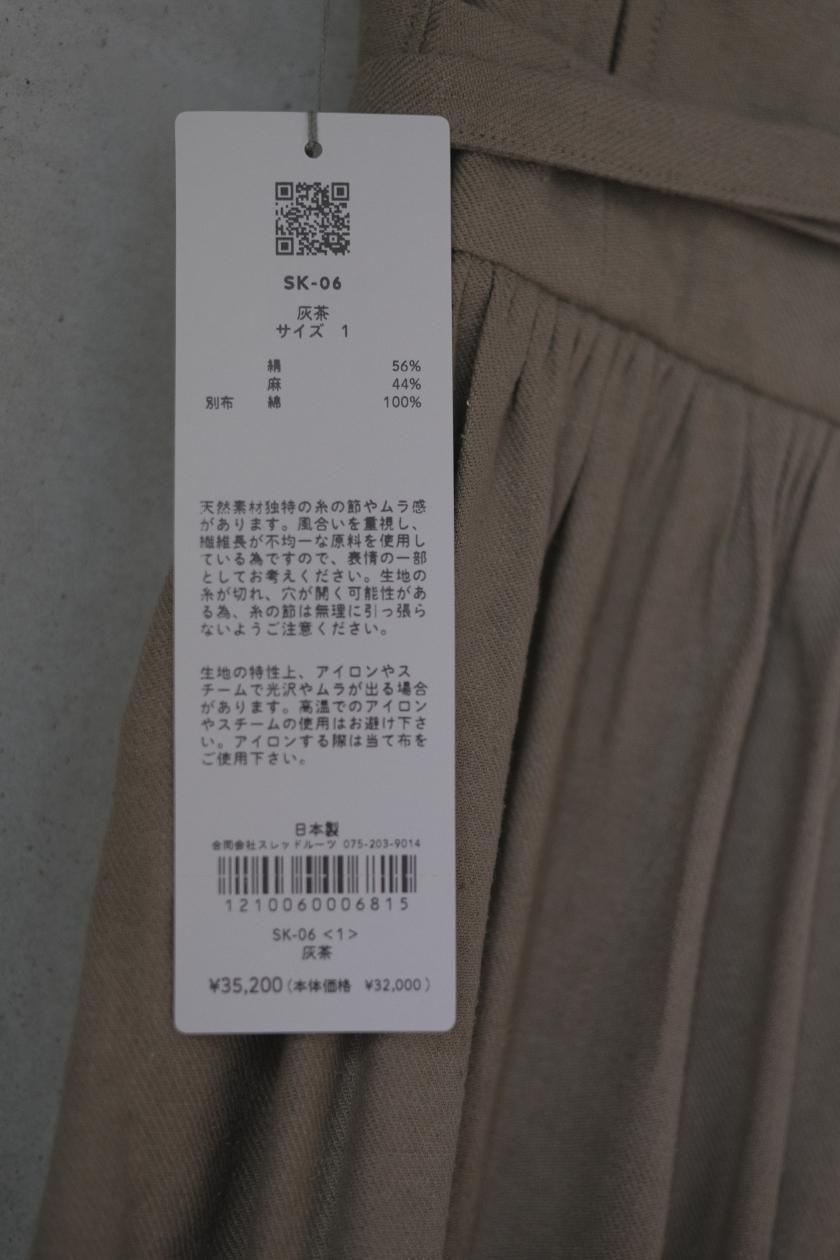 SK-06
灰茶
サイズ 1
絹 56%
麻 44%
別布 綿 100%
天然素材独特の糸の節やムラ感
があります。風合いを重視し、
繊維長が不均一な原料を使用し
ている為ですので、表情の一部
としてお考えください。生地の
糸が切れ、穴が開く可能性があ
る為、糸の節は無理に引っ張ら
ないようご注意ください。
生地の特性上、アイロンやス
チームで光沢やムラが出る場合
があります。高温でのアイロン
やスチームの使用はお避け下さ
い。アイロンする際は当て布を
ご使用下さい。
日本製
合同会社スレッドルーツ 075-203-9014
1210060006815
SK-06 <1>
灰茶
¥35,200(本体価格 ¥32,000)